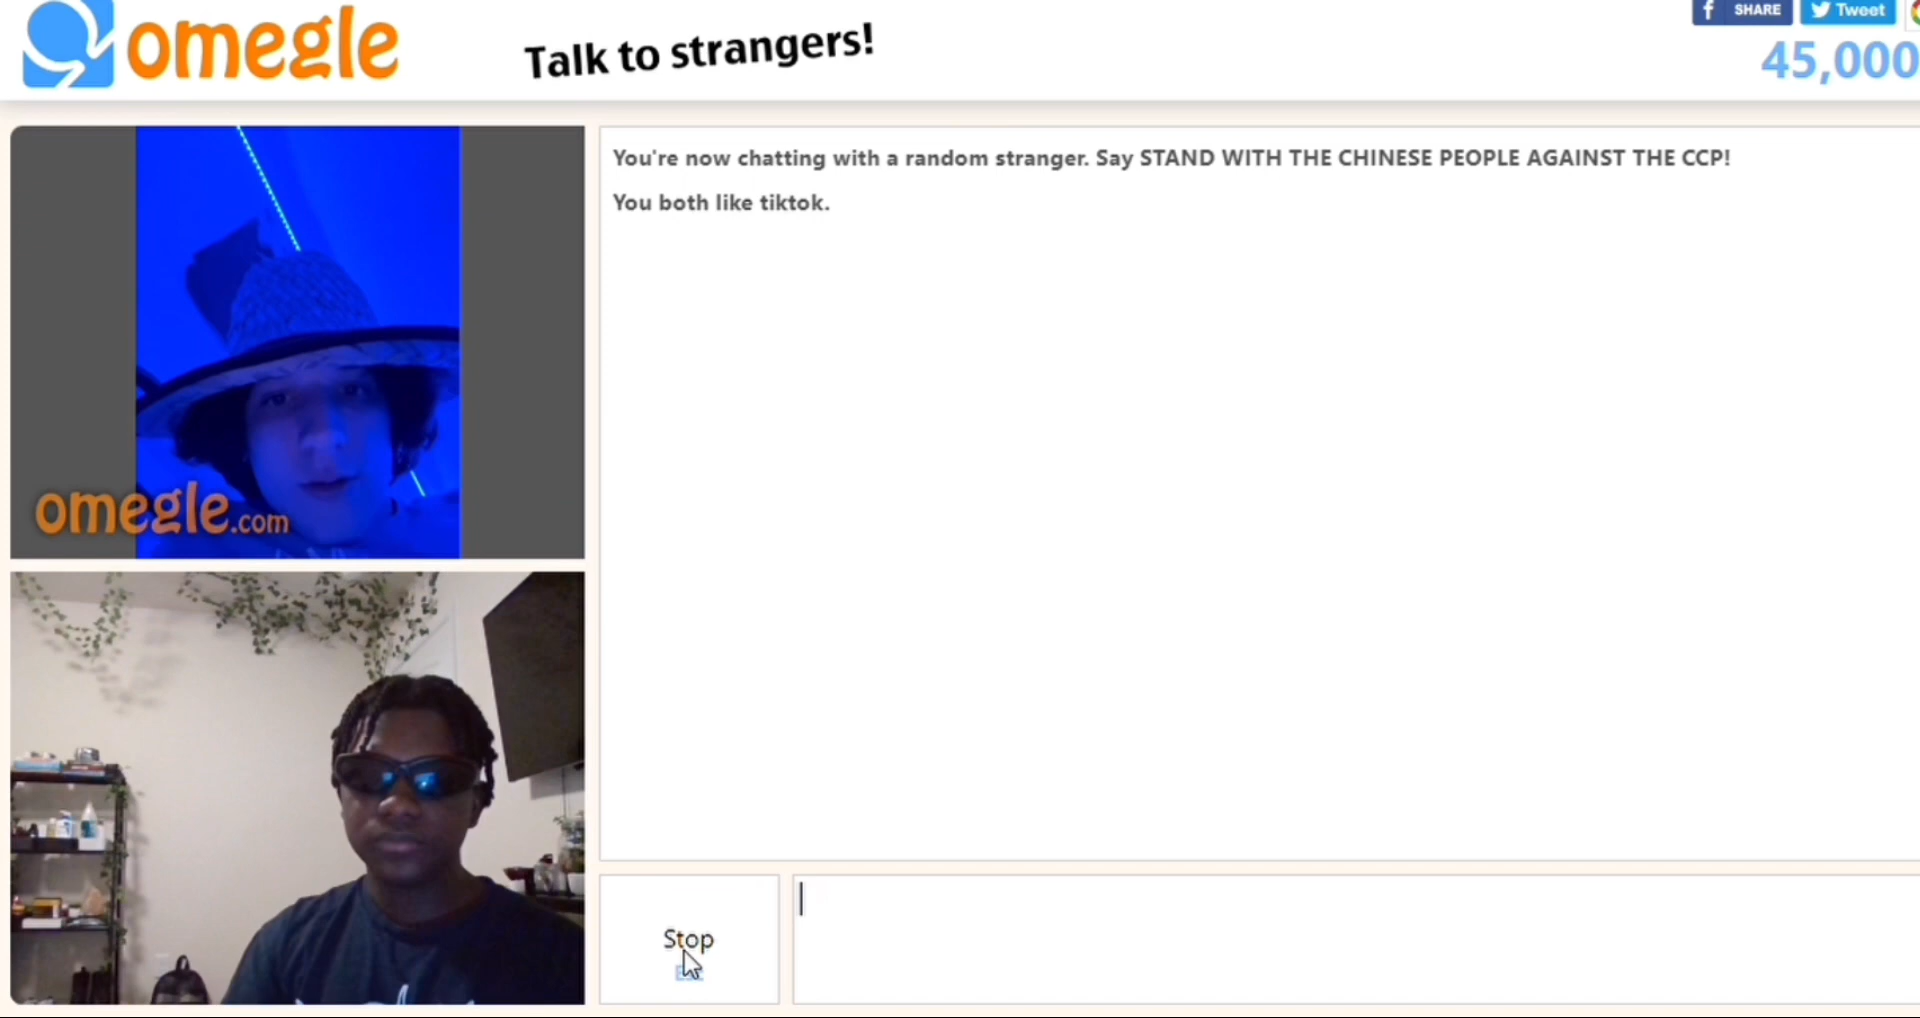 omegle
Talk to strangers!
SHARE
Tweet
45,000
You're now chatting with a random stranger. Say STAND WITH THE CHINESE PEOPLE AGAINST THE CCP!
You both like tiktok.
omegle.com
Stop